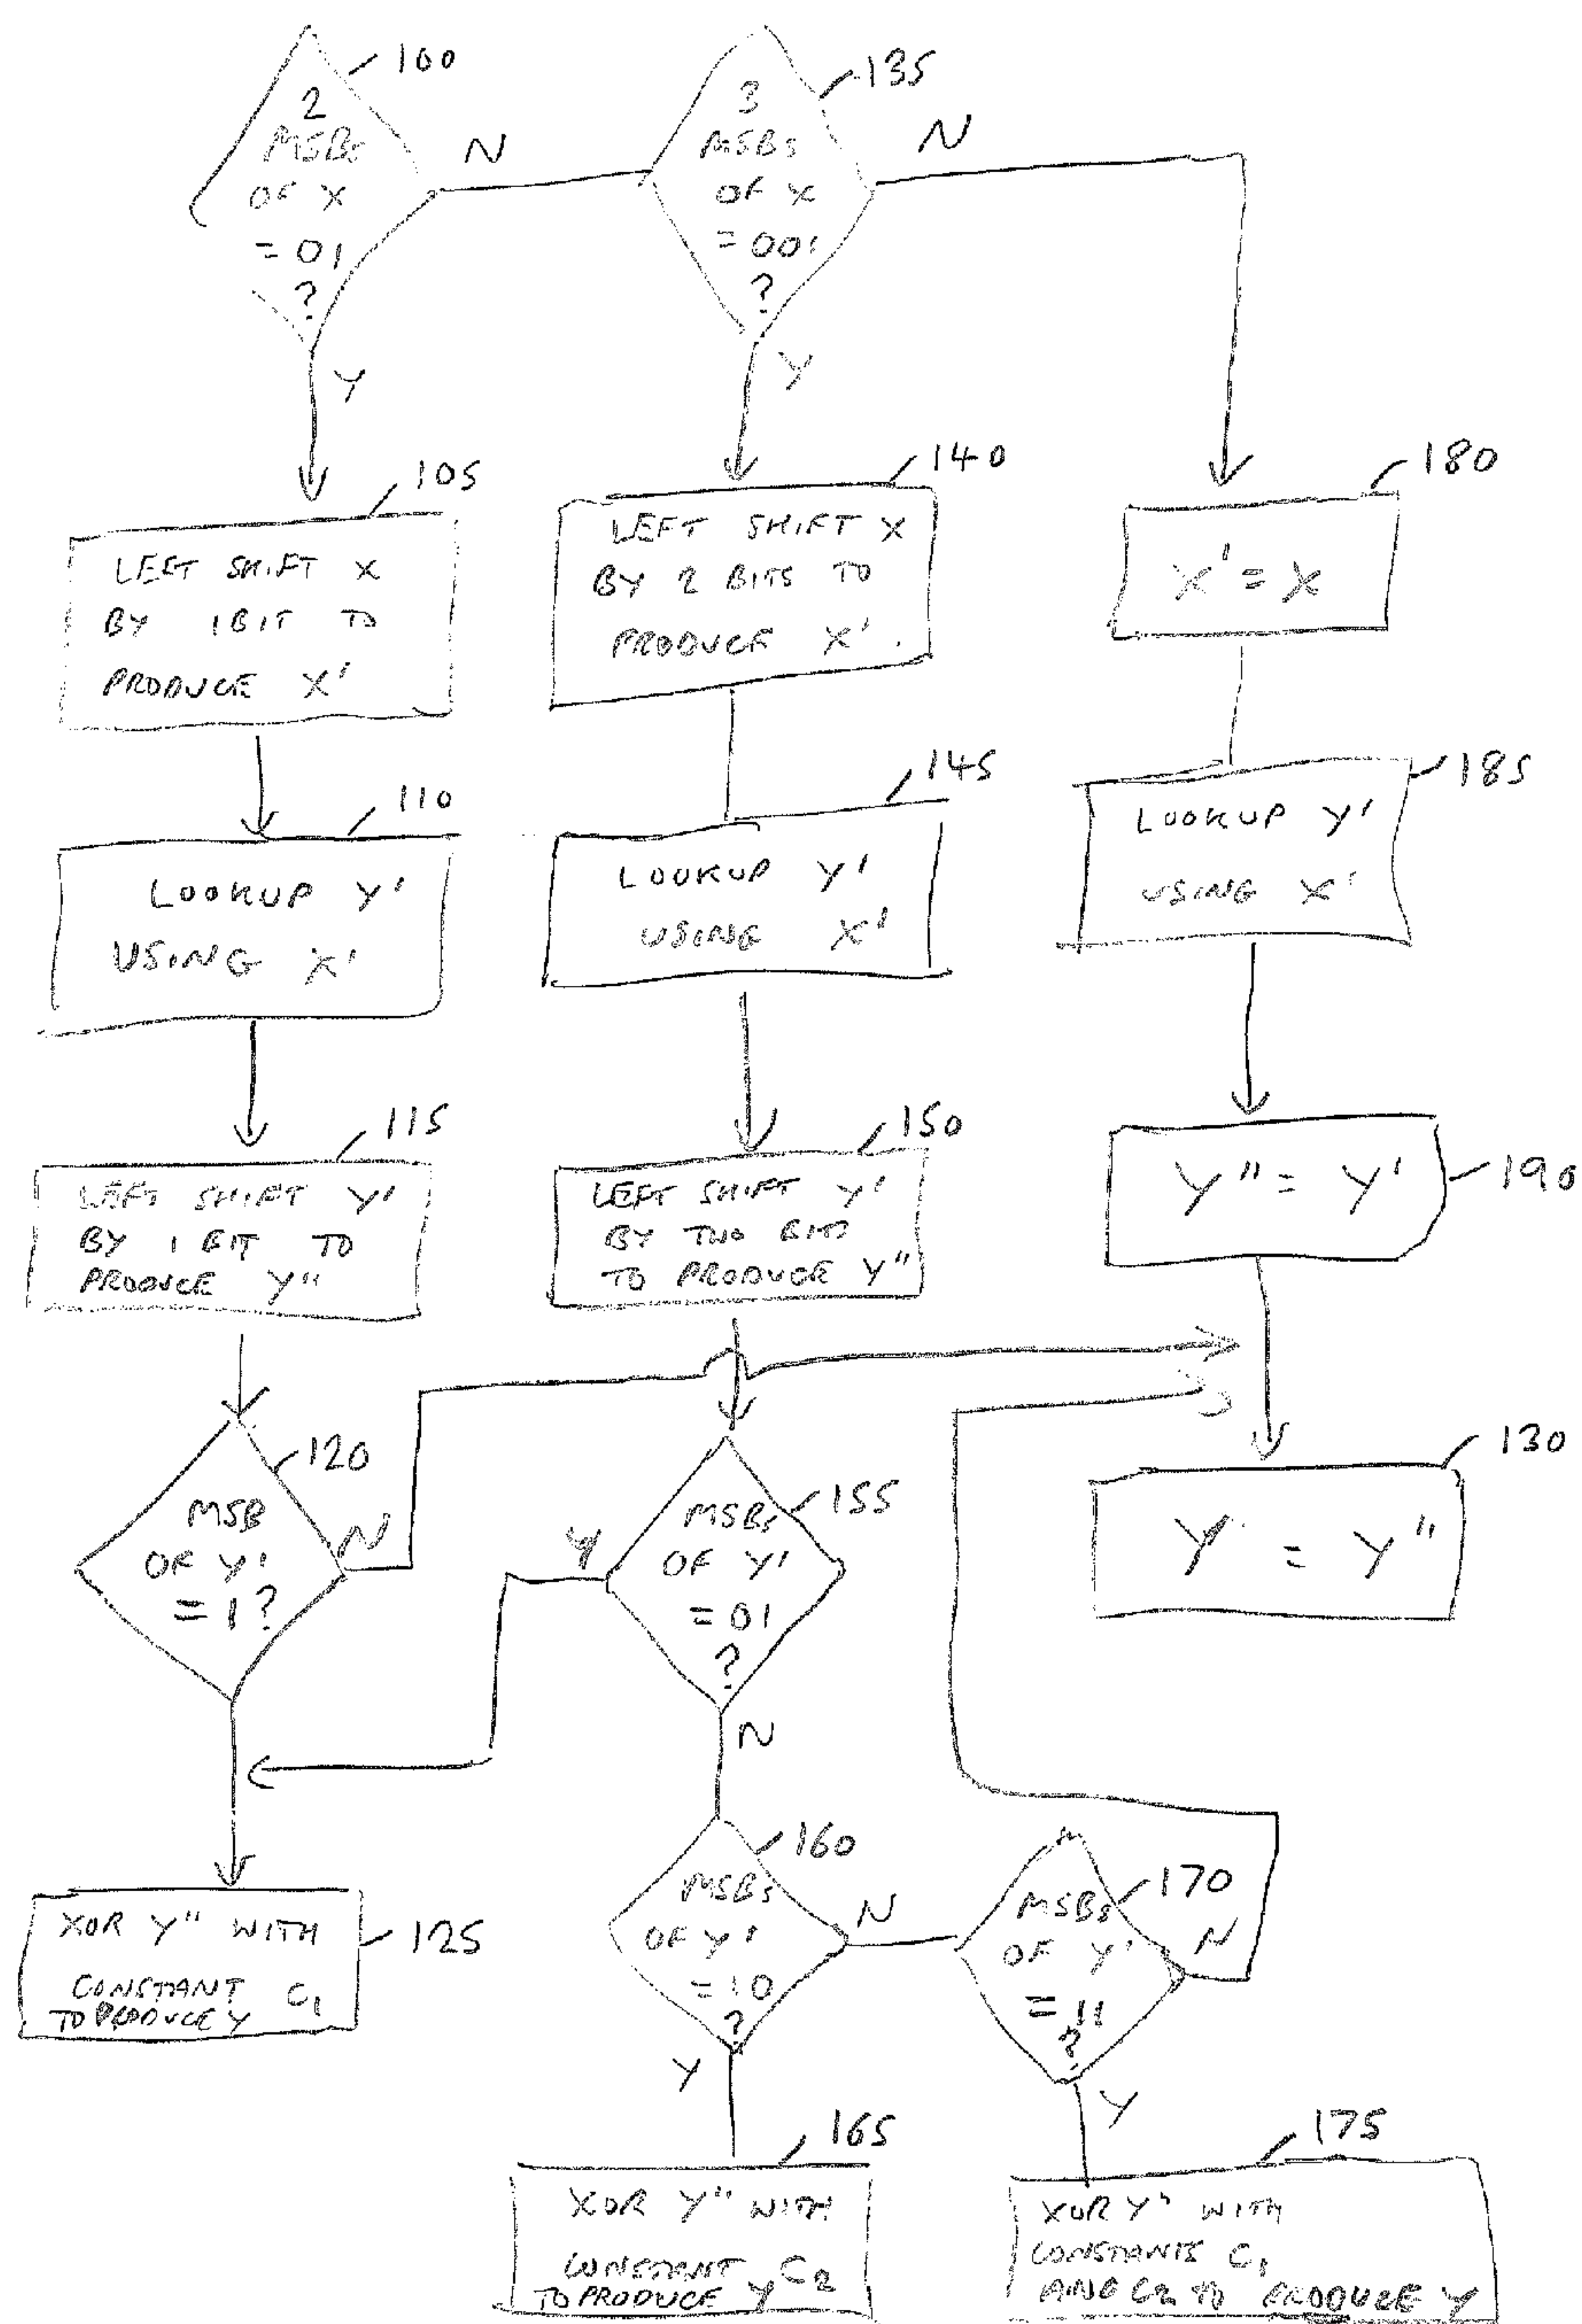 100
2
MSBs
OF X
= 01
?
N
Y
135
3
MSBs
OF X
= 001
?
N
Y
105
LEFT SHIFT X
BY 1 BIT TO
PRODUCE X'
140
LEFT SHIFT X
BY 2 BITS TO
PRODUCE X'.
180
X' = X
110
LOOKUP Y'
USING X'
145
LOOKUP Y'
USING X'
185
LOOKUP Y'
USING X'
115
LEFT SHIFT Y'
BY 1 BIT TO
PRODUCE Y"
150
LEFT SHIFT Y'
BY TWO BITS
TO PRODUCE Y"
190
Y" = Y'
120
MSB
OF Y'
= 1?
N
155
MSBs
OF Y'
= 01
?
Y
N
130
Y = Y"
125
XOR Y" WITH
CONSTANT C1
TO PRODUCE Y
160
MSBs
OF Y'
= 10
?
N
Y
170
MSBs
OF Y'
= 11
?
N
Y
165
XOR Y" WITH
CONSTANT C2
TO PRODUCE Y
175
XOR Y" WITH
CONSTANTS C1
AND C2 TO PRODUCE Y